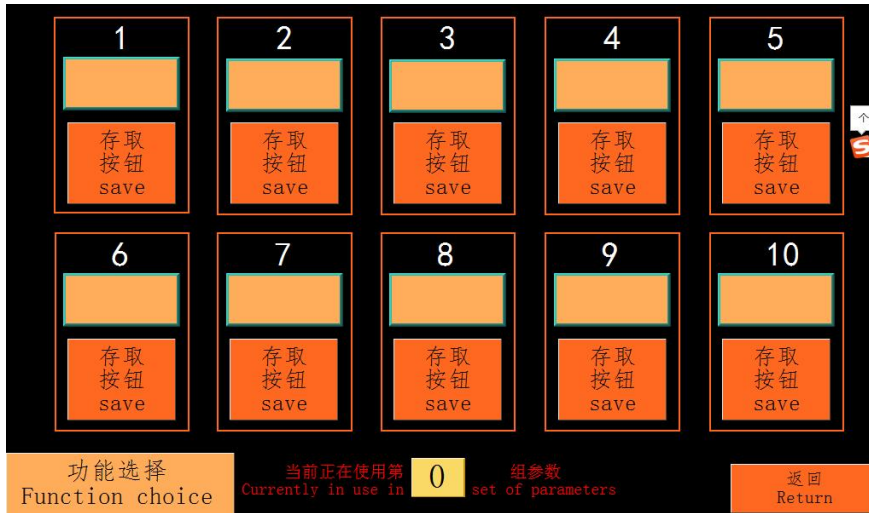 1 2 3 4 5
存取 存取 存取 存取 存取
按钮 按钮 按钮 按钮 按钮
save save save save save
6 7 8 9 10
存取 存取 存取 存取 存取
按钮 按钮 按钮 按钮 按钮
save save save save save
功能选择
Function choice
当前正在使用第 0 组参数
Currently in use in set of parameters
返回
Return
个
S